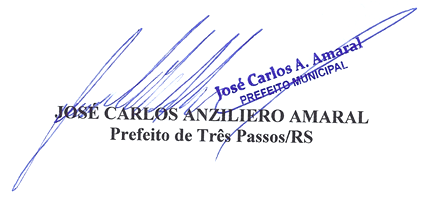 José Carlos A. Amaral
PREFEITO MUNICIPAL
JOSÉ CARLOS ANZILIERO AMARAL
Prefeito de Três Passos/RS